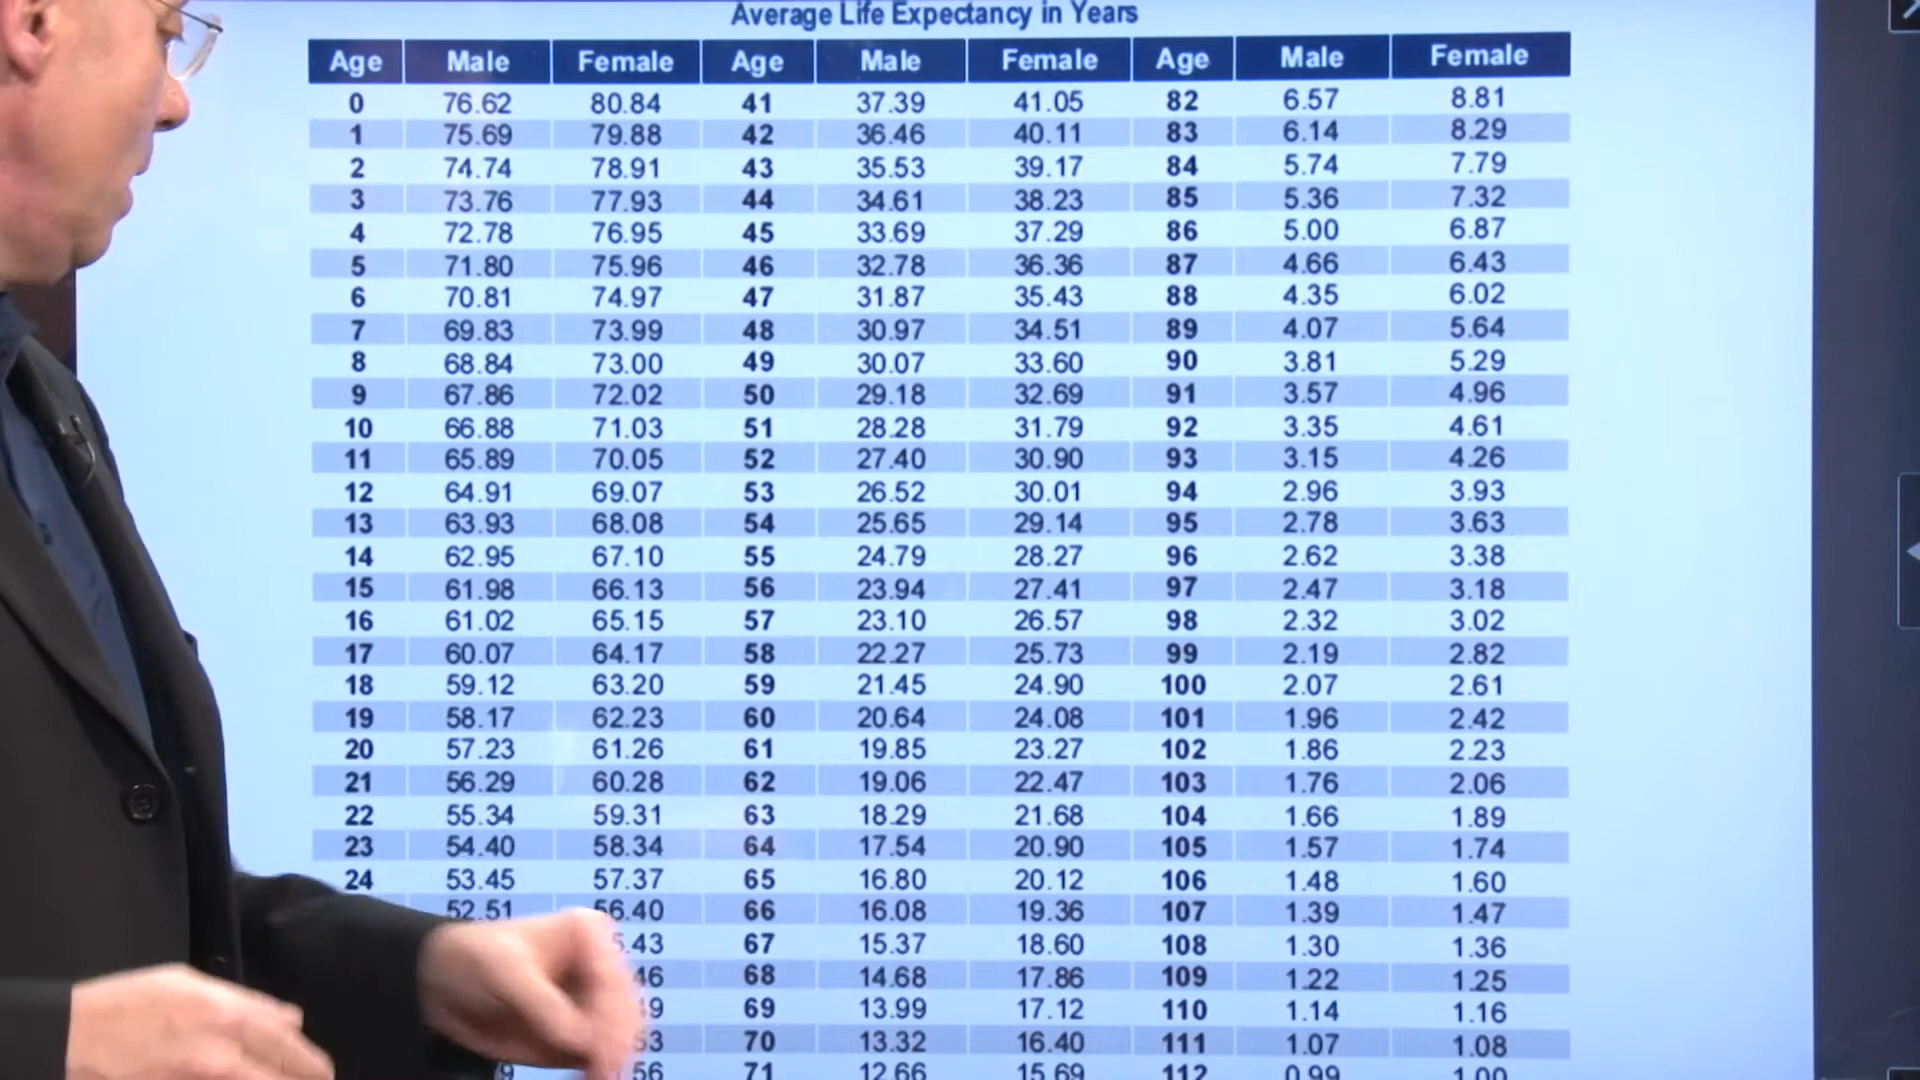 Average Life Expectancy in Years
Age Male Female Age Male Female Age Male Female
0 76.62 80.84 41 37.39 41.05 82 6.57 8.81
1 75.69 79.88 42 36.46 40.11 83 6.14 8.29
2 74.74 78.91 43 35.53 39.17 84 5.74 7.79
3 73.76 77.93 44 34.61 38.23 85 5.36 7.32
4 72.78 76.95 45 33.69 37.29 86 5.00 6.87
5 71.80 75.96 46 32.78 36.36 87 4.66 6.43
6 70.81 74.97 47 31.87 35.43 88 4.35 6.02
7 69.83 73.99 48 30.97 34.51 89 4.07 5.64
8 68.84 73.00 49 30.07 33.60 90 3.81 5.29
9 67.86 72.02 50 29.18 32.69 91 3.57 4.96
10 66.88 71.03 51 28.28 31.79 92 3.35 4.61
11 65.89 70.05 52 27.40 30.90 93 3.15 4.26
12 64.91 69.07 53 26.52 30.01 94 2.96 3.93
13 63.93 68.08 54 25.65 29.14 95 2.78 3.63
14 62.95 67.10 55 24.79 28.27 96 2.62 3.38
15 61.98 66.13 56 23.94 27.41 97 2.47 3.18
16 61.02 65.15 57 23.10 26.57 98 2.32 3.02
17 60.07 64.17 58 22.27 25.73 99 2.19 2.82
18 59.12 63.20 59 21.45 24.90 100 2.07 2.61
19 58.17 62.23 60 20.64 24.08 101 1.96 2.42
20 57.23 61.26 61 19.85 23.27 102 1.86 2.23
21 56.29 60.28 62 19.06 22.47 103 1.76 2.06
22 55.34 59.31 63 18.29 21.68 104 1.66 1.89
23 54.40 58.34 64 17.54 20.90 105 1.57 1.74
24 53.45 57.37 65 16.80 20.12 106 1.48 1.60
52.51 56.40 66 16.08 19.36 107 1.39 1.47
67 15.37 18.60 108 1.30 1.36
68 14.68 17.86 109 1.22 1.25
69 13.99 17.12 110 1.14 1.16
70 13.32 16.40 111 1.07 1.08
71 12.66 15.69 112 0.99 1.00